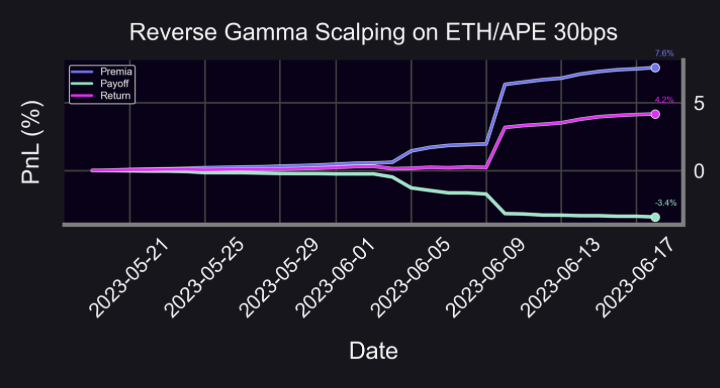 Reverse Gamma Scalping on ETH/APE 30bps
7.6%
Premia
Payoff
Return
4.2%
5
PnL (%)
0
-3.4%
2023-05-21
2023-05-25
2023-05-29
2023-06-01
2023-06-05
2023-06-09
2023-06-13
2023-06-17
Date